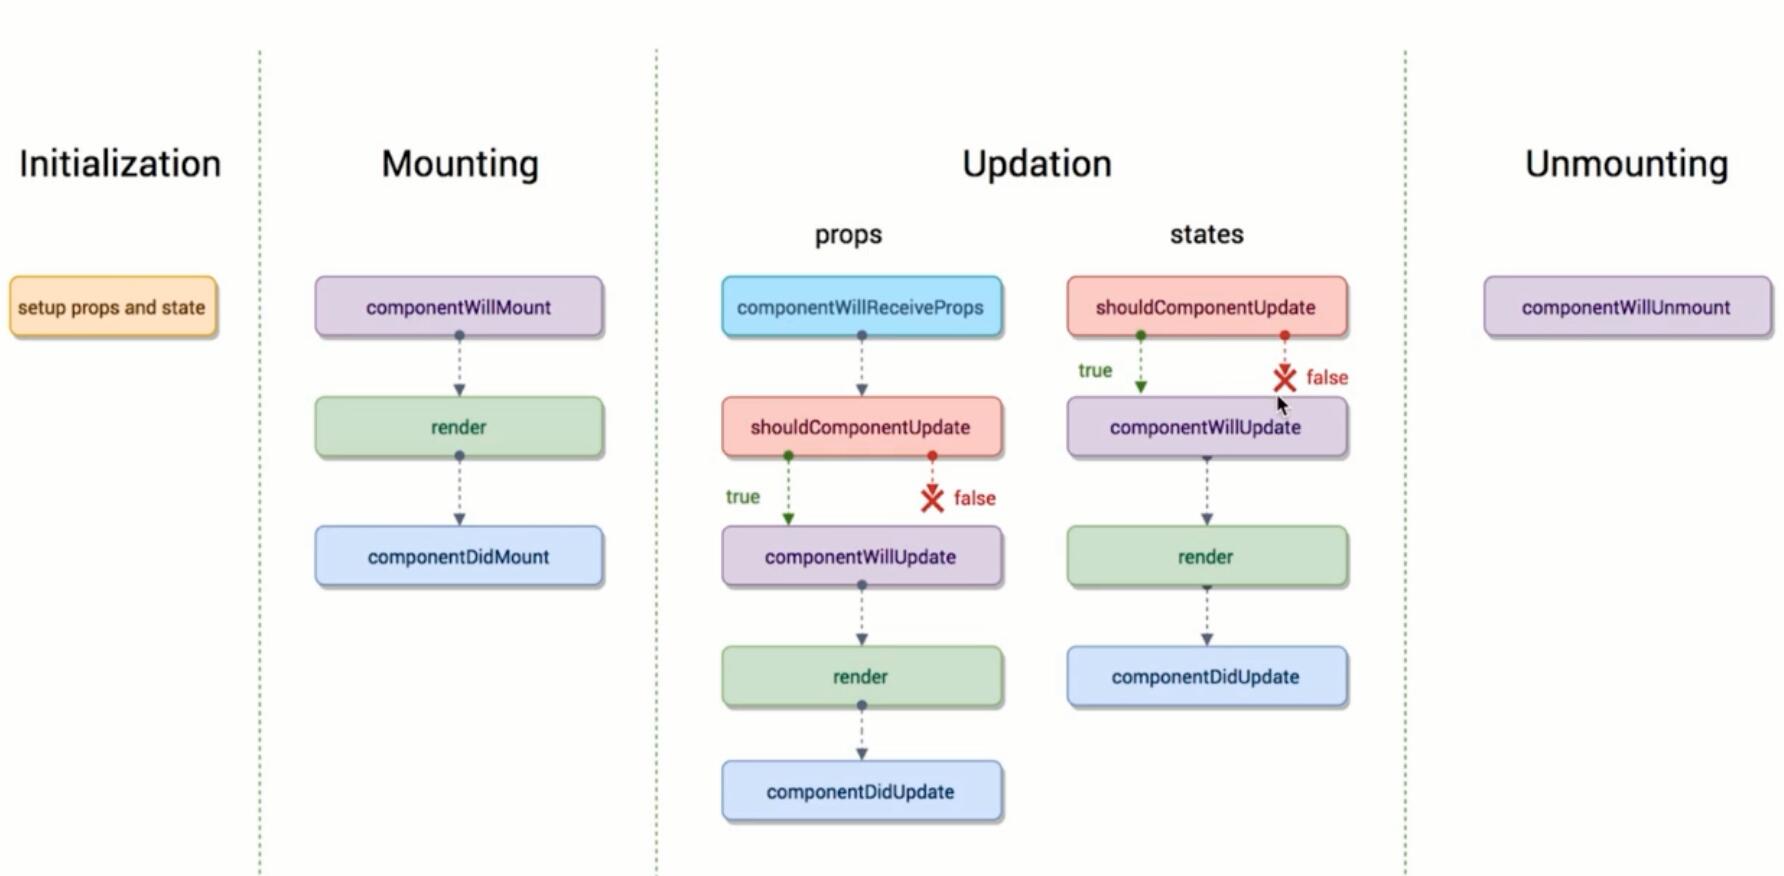 Initialization
Mounting
Updation
Unmounting
props
states
setup props and state
componentWillMount
render
componentDidMount
componentWillReceiveProps
shouldComponentUpdate
true
false
componentWillUpdate
render
componentDidUpdate
shouldComponentUpdate
true
false
componentWillUpdate
render
componentDidUpdate
componentWillUnmount